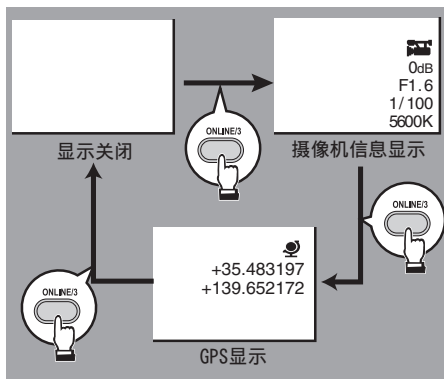 0dB
F1.6
1/100
5600K
ONLINE/3
显示关闭
摄像机信息显示
ONLINE/3
+35.483197
+139.652172
ONLINE/3
GPS显示